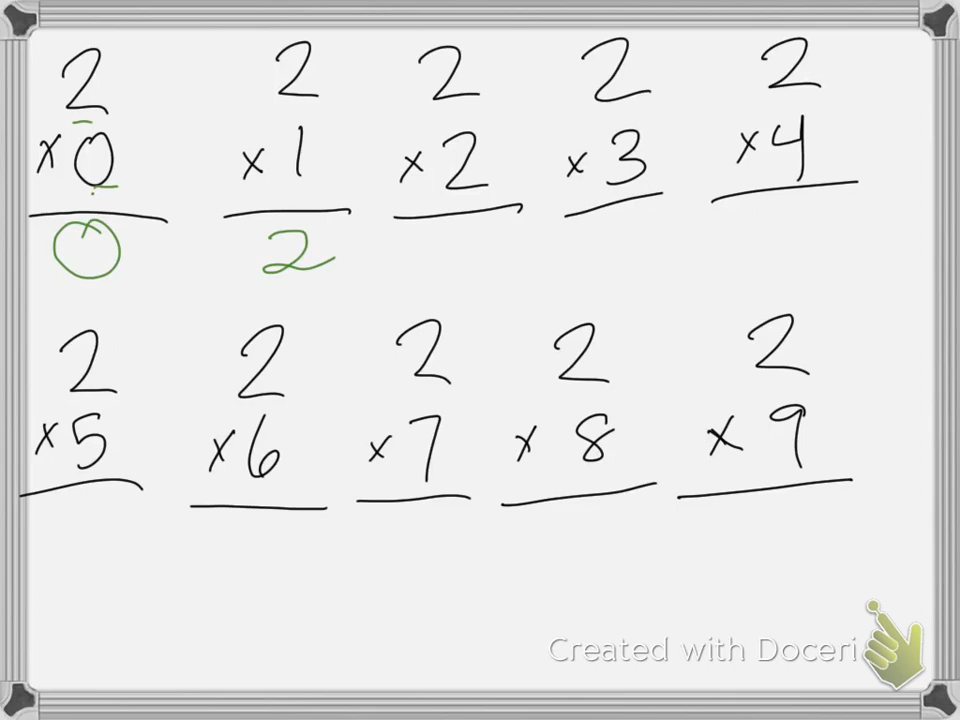 2 2 2 2 2
x0 x1 x2 x3 x4
0 2
2 2 2 2 2
x5 x6 x7 x8 x9
Created with Doceri